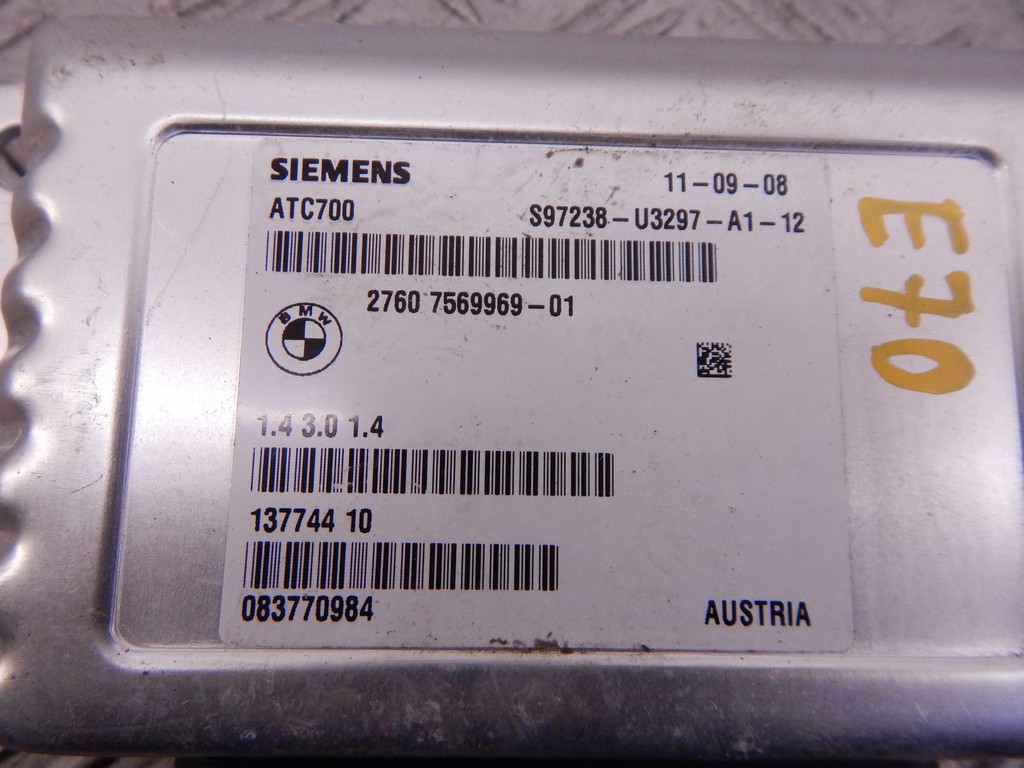 SIEMENS
11-09-08
ATC700
S97238-U3297-A1-12
2760 7569969-01
BMW
1.4 3.0 1.4
137744 10
083770984
AUSTRIA
E70